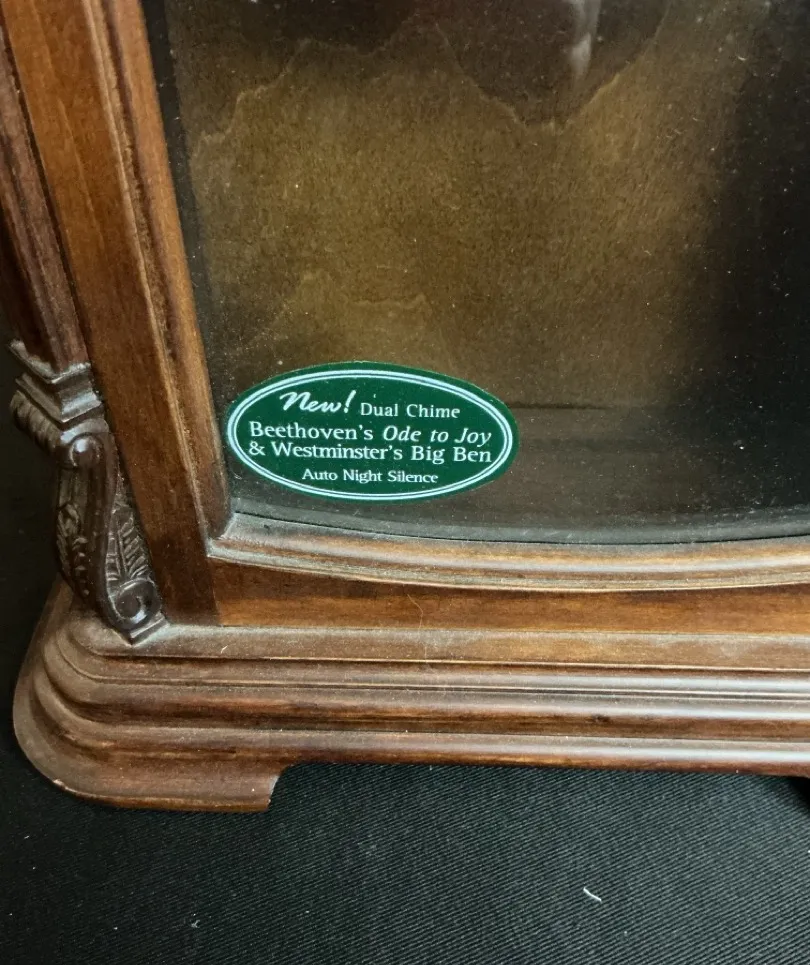 New! Dual Chime
Beethoven's Ode to Joy
& Westminster's Big Ben
Auto Night Silence